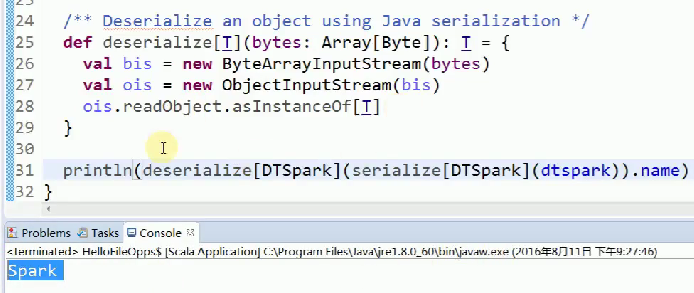 23
24 /** Deserialize an object using Java serialization */
25 def deserialize[T](bytes: Array[Byte]): T = {
26 val bis = new ByteArrayInputStream(bytes)
27 val ois = new ObjectInputStream(bis)
28 ois.readObject.asInstanceOf[T]
29 }
30
31 println(deserialize[DTSpark](serialize[DTSpark](dtspark)).name)
32 }
Problems Tasks Console
<terminated> HelloFileOpps$ [Scala Application] C:\Program Files\Java\jre1.8.0_60\bin\javaw.exe (2016年8月11日 下午9:27:46)
Spark